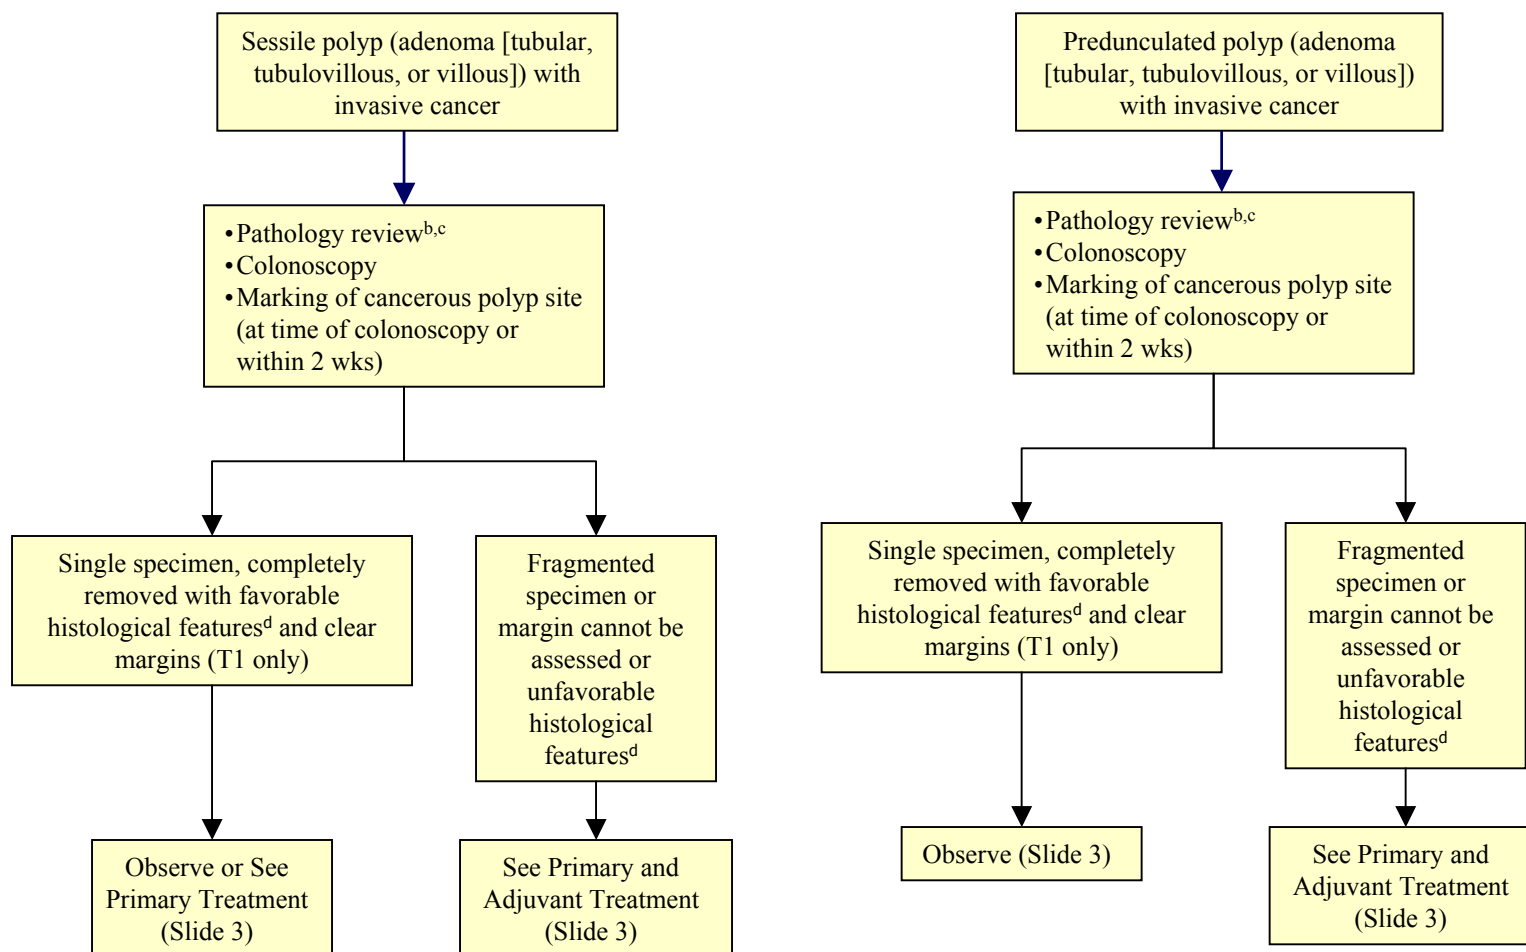 Sessile polyp (adenoma [tubular,
tubulovillous, or villous]) with
invasive cancer
•Pathology reviewb,c
•Colonoscopy
•Marking of cancerous polyp site
(at time of colonoscopy or
within 2 wks)
Single specimen, completely
removed with favorable
histological featuresd and clear
margins (T1 only)
Fragmented
specimen or
margin cannot be
assessed or
unfavorable
histological
featuresd
Observe or See
Primary Treatment
(Slide 3)
See Primary and
Adjuvant Treatment
(Slide 3)
Predunculated polyp (adenoma
[tubular, tubulovillous, or villous])
with invasive cancer
•Pathology reviewb,c
•Colonoscopy
•Marking of cancerous polyp site
(at time of colonoscopy or
within 2 wks)
Single specimen, completely
removed with favorable
histological featuresd and clear
margins (T1 only)
Fragmented
specimen or
margin cannot be
assessed or
unfavorable
histological
featuresd
Observe (Slide 3)
See Primary and
Adjuvant Treatment
(Slide 3)